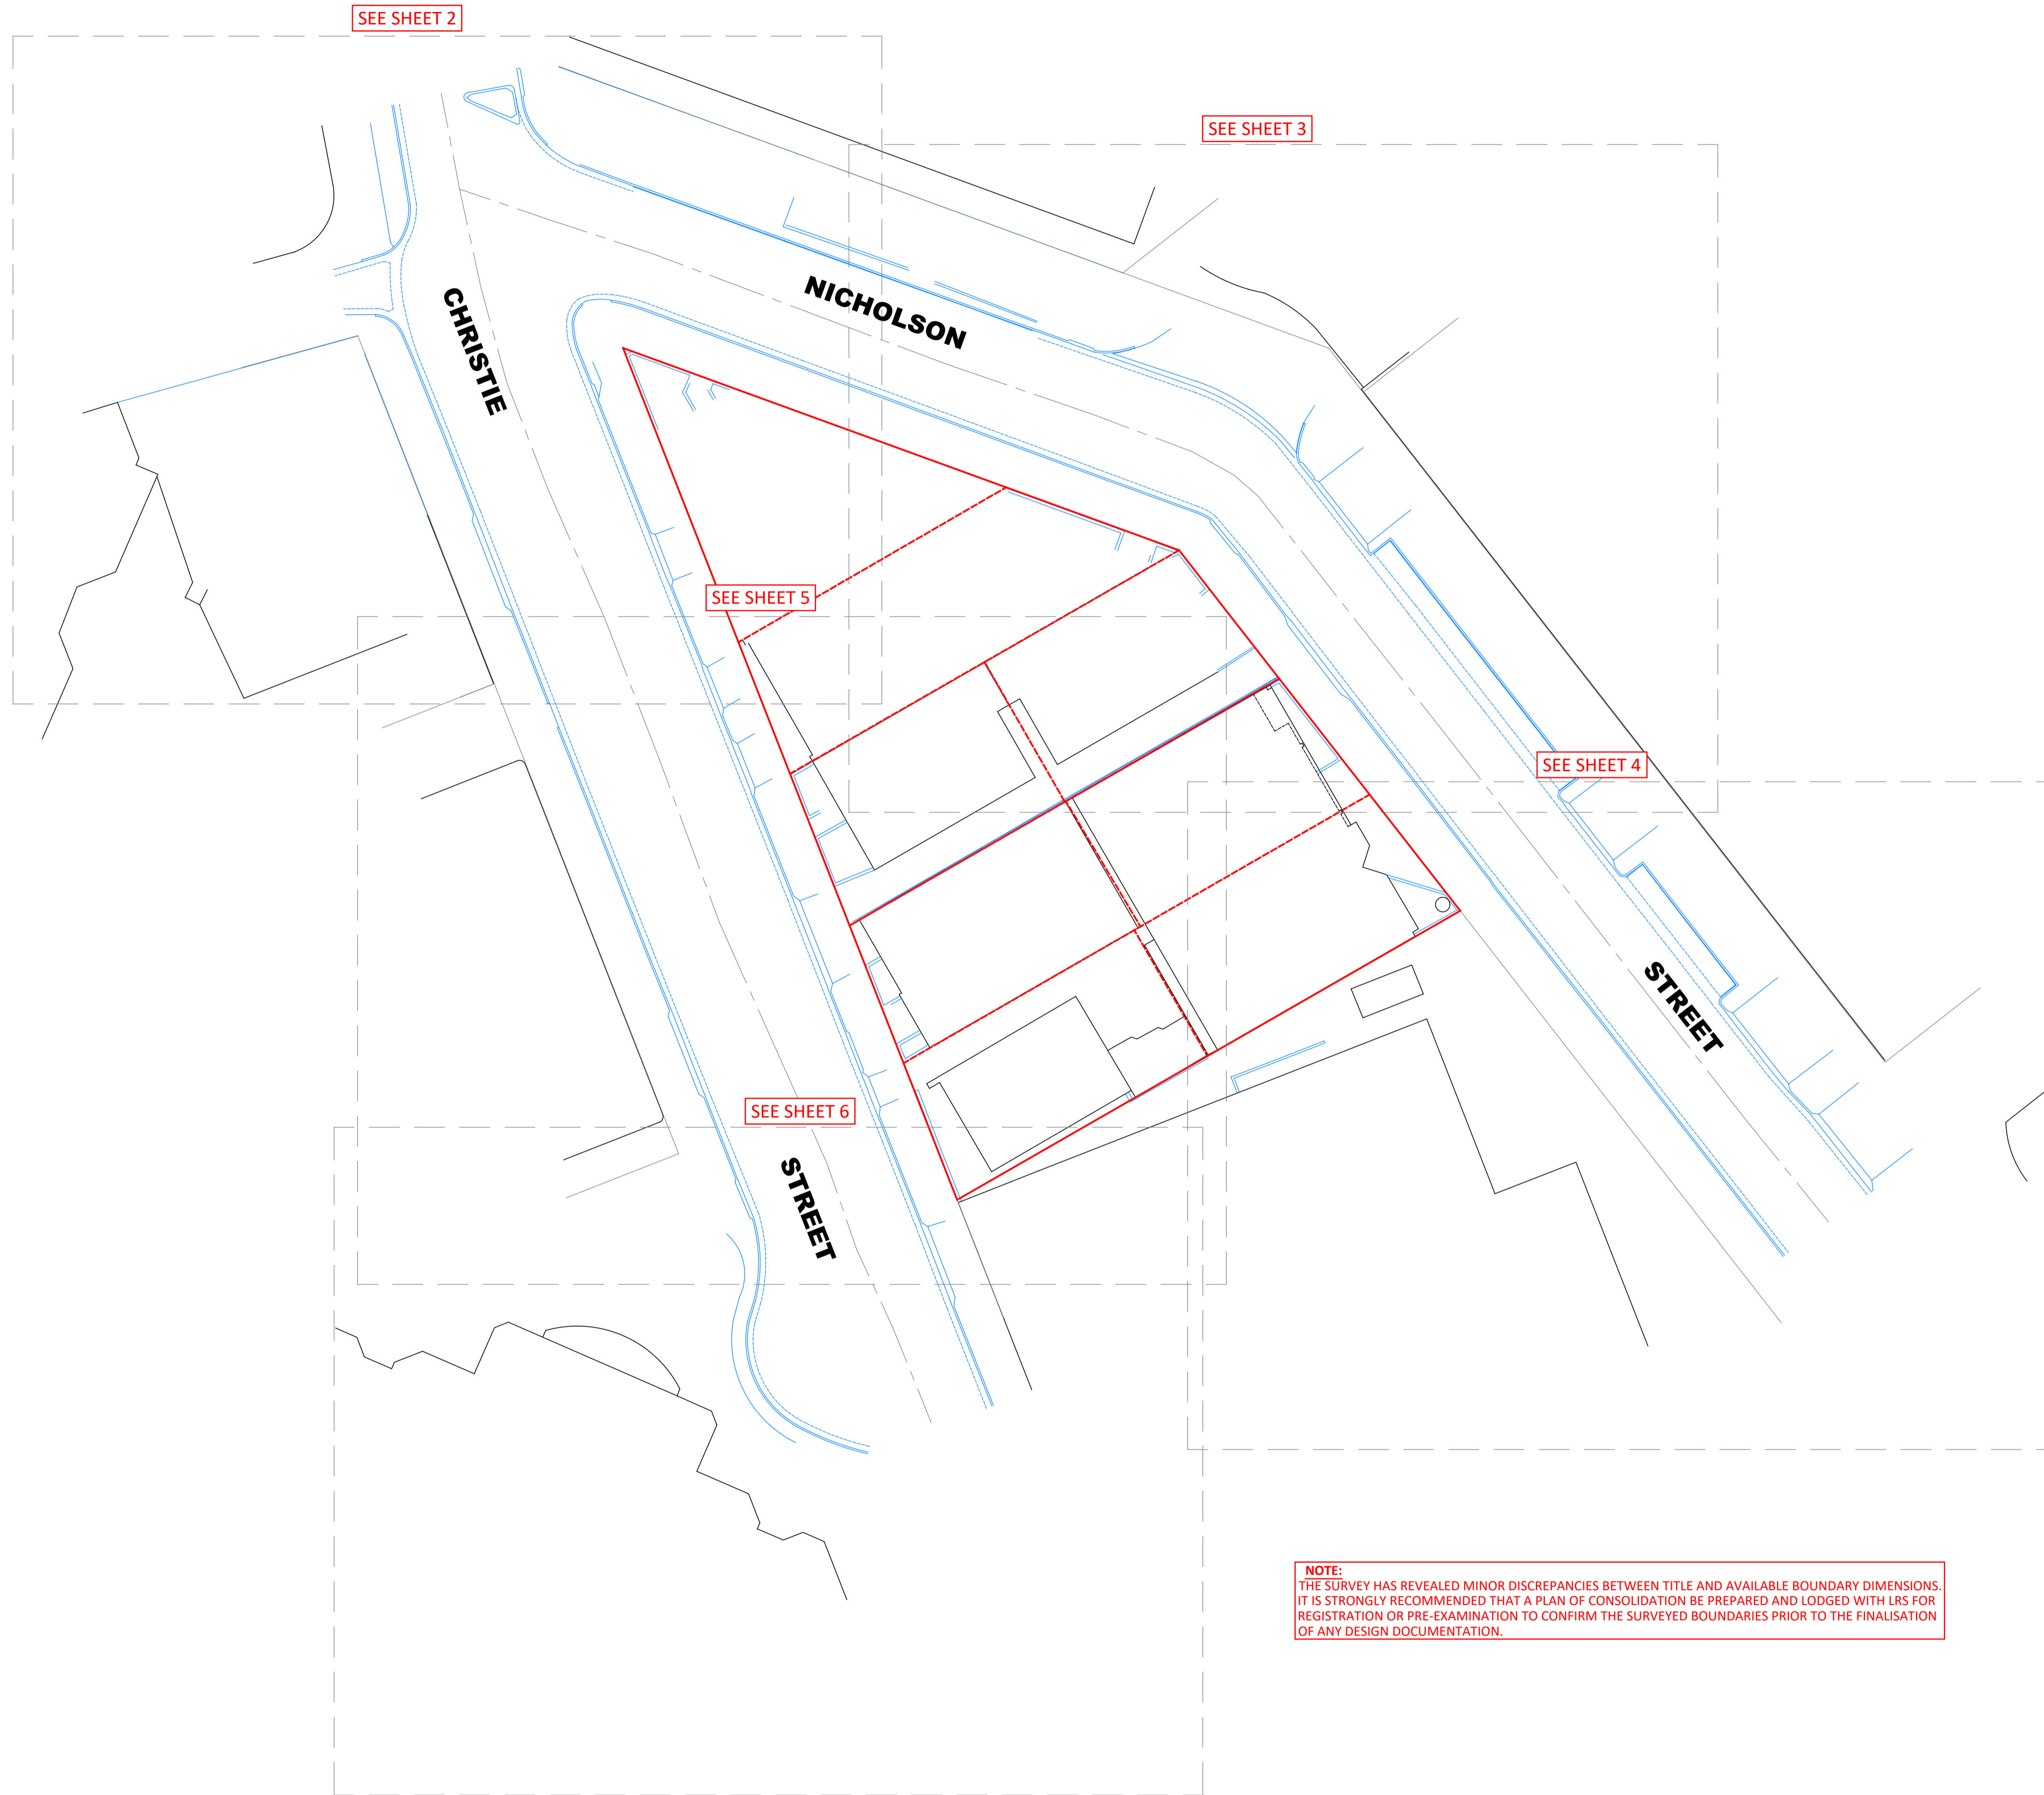 SEE SHEET 2
SEE SHEET 3
NICHOLSON
CHRISTIE
SEE SHEET 5
SEE SHEET 4
STREET
SEE SHEET 6
STREET
NOTE:
THE SURVEY HAS REVEALED MINOR DISCREPANCIES BETWEEN TITLE AND AVAILABLE BOUNDARY DIMENSIONS.
IT IS STRONGLY RECOMMENDED THAT A PLAN OF CONSOLIDATION BE PREPARED AND LODGED WITH LRS FOR
REGISTRATION OR PRE-EXAMINATION TO CONFIRM THE SURVEYED BOUNDARIES PRIOR TO THE FINALISATION
OF ANY DESIGN DOCUMENTATION.